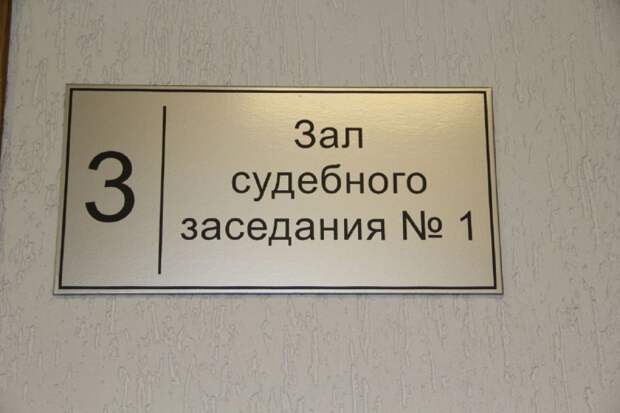 3
Зал
судебного
заседания № 1